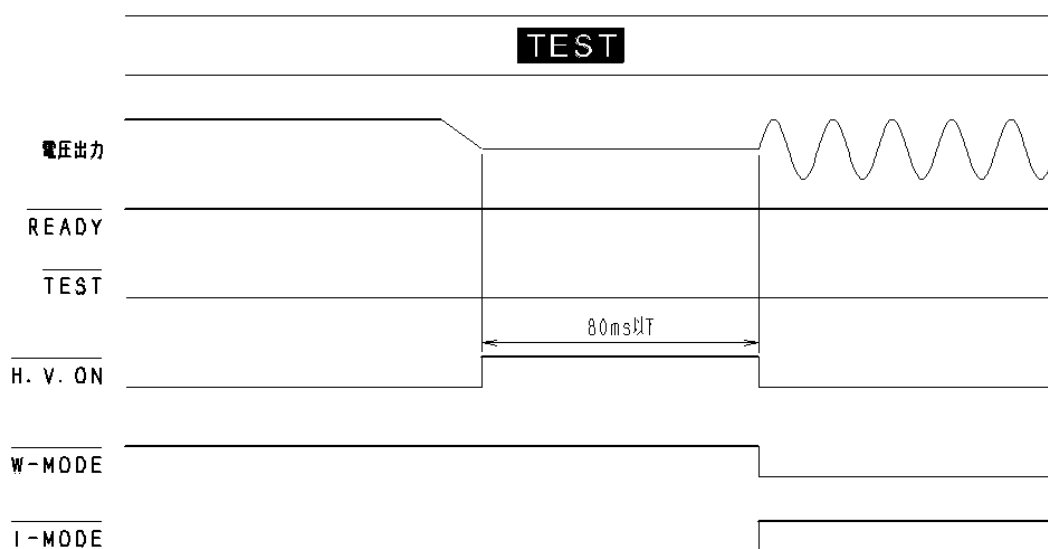 TEST
電圧出力
READY
TEST
80ms以下
H.V.ON
W-MODE
I-MODE